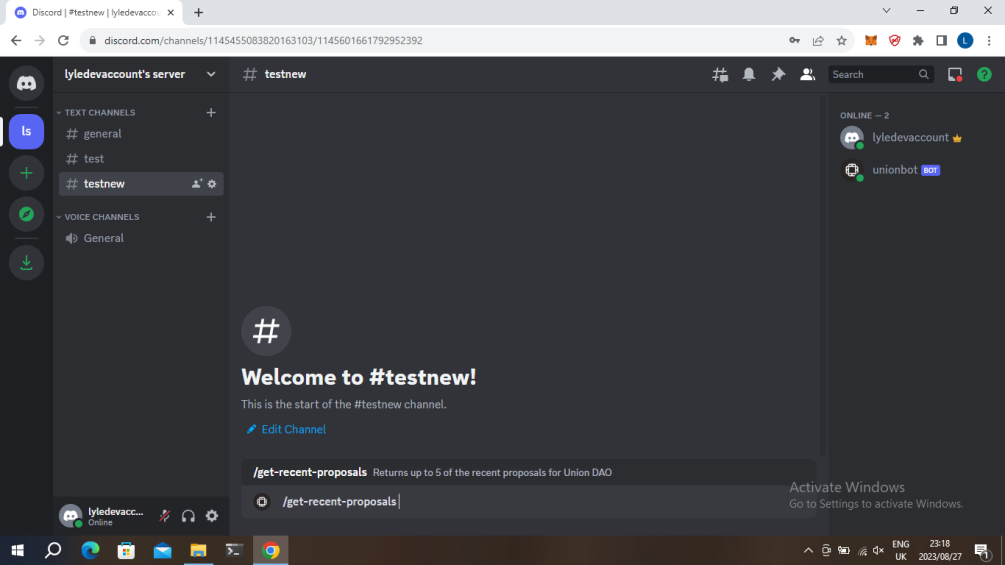 Discord | #testnew | lyledevaccou
discord.com/channels/1145455083820163103/1145601661792952392
L
lyledevaccount's server
# testnew
Search
ls
TEXT CHANNELS
# general
# test
# testnew
VOICE CHANNELS
General
ONLINE — 2
lyledevaccount
unionbot BOT
#
Welcome to #testnew!
This is the start of the #testnew channel.
Edit Channel
/get-recent-proposals Returns up to 5 of the recent proposals for Union DAO
/get-recent-proposals
Activate Windows
Go to Settings to activate Windows.
lyledevacc...
Online
ENG
UK
23:18
2023/08/27
1